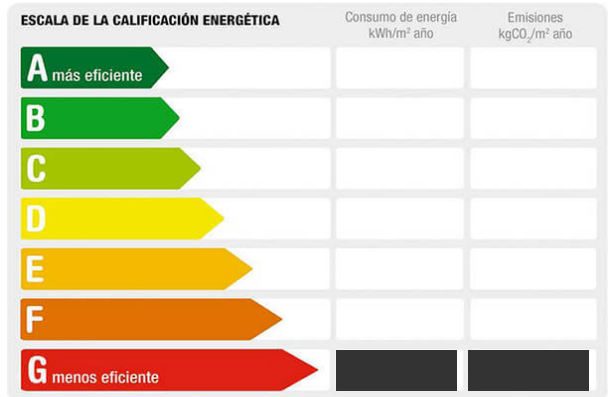 ESCALA DE LA CALIFICACIÓN ENERGÉTICA
Consumo de energía
kWh/m² año
Emisiones
kgCO₂/m² año
A más eficiente
B
C
D
E
F
G menos eficiente